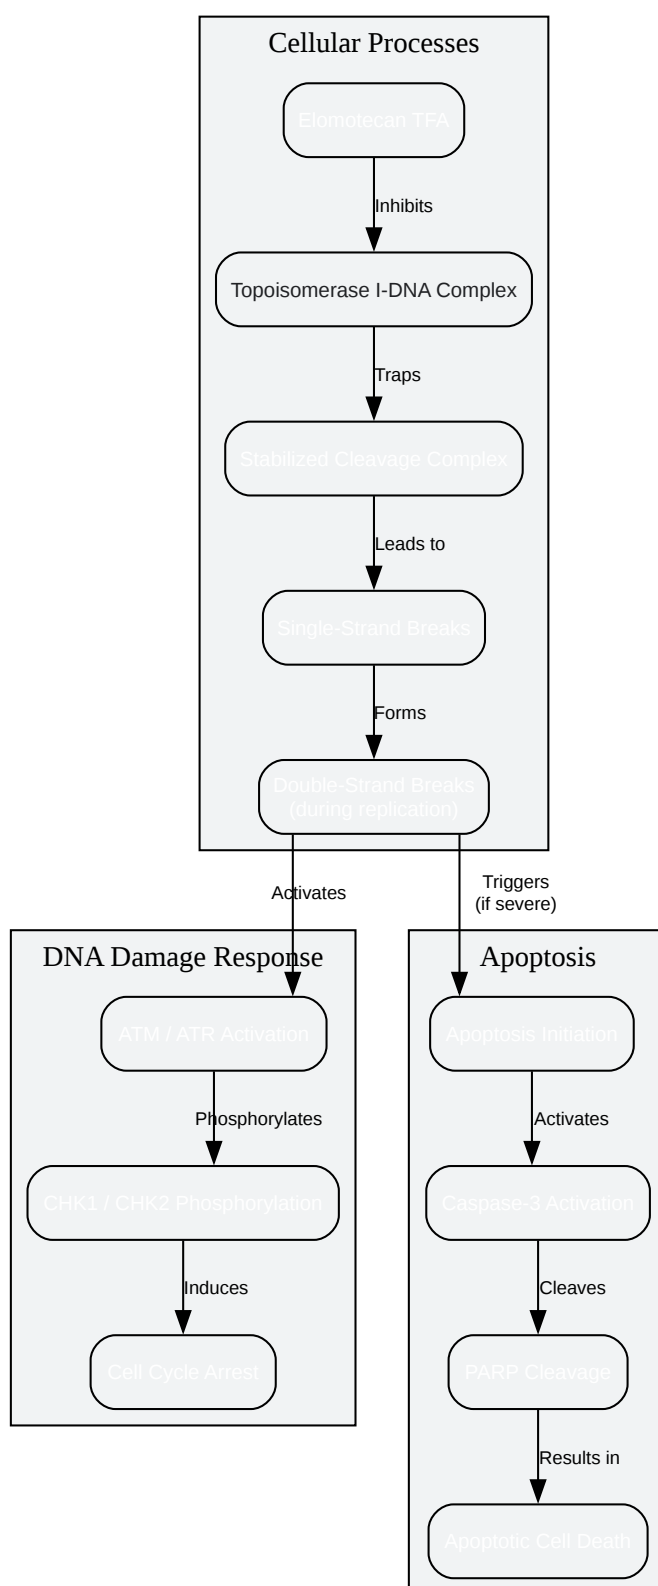 Cellular Processes
Elomotecan TFA
Inhibits
Topoisomerase I-DNA Complex
Traps
Stabilized Cleavage Complex
Leads to
Single-Strand Breaks
Forms
Double-Strand Breaks
(during replication)
Activates
Triggers
(if severe)
DNA Damage Response
ATM / ATR Activation
Phosphorylates
CHK1 / CHK2 Phosphorylation
Induces
Cell Cycle Arrest
Apoptosis
Apoptosis Initiation
Activates
Caspase-3 Activation
Cleaves
PARP Cleavage
Results in
Apoptotic Cell Death